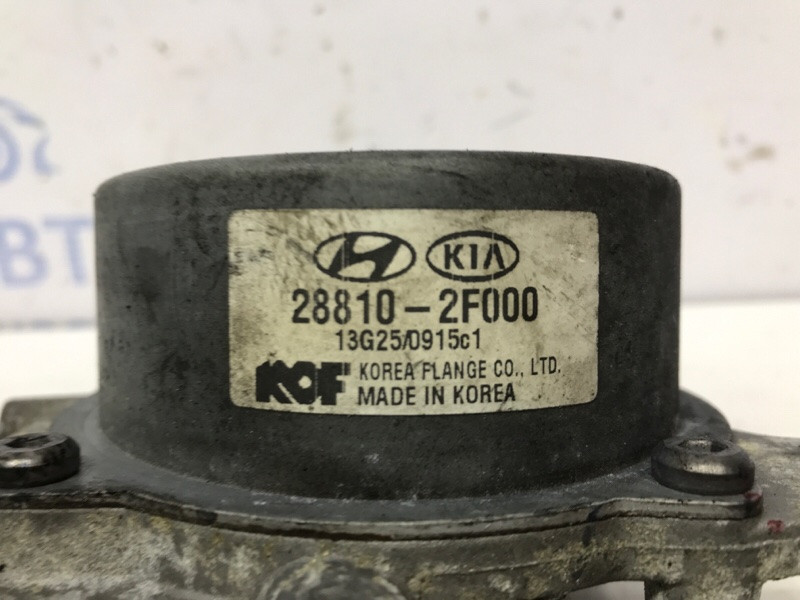 KIA
28810-2F000
13G25/0915c1
KOF KOREA FLANGE CO., LTD.
MADE IN KOREA